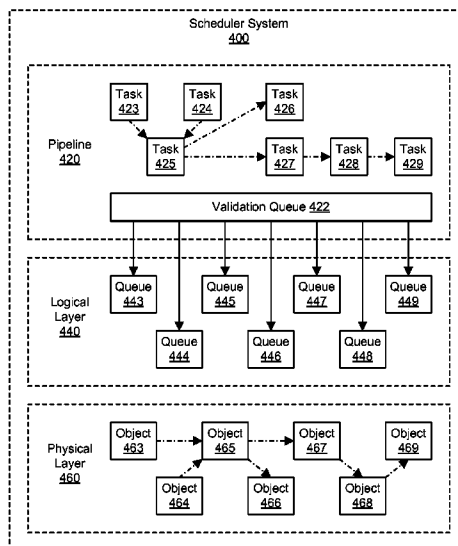 Scheduler System
400
Task
423
Task
424
Task
426
Pipeline
420
Task
425
Task
427
Task
428
Task
429
Validation Queue 422
Queue
443
Queue
445
Queue
447
Queue
449
Logical
Layer
440
Queue
444
Queue
446
Queue
448
Object
463
Object
465
Object
467
Object
469
Physical
Layer
460
Object
464
Object
466
Object
468